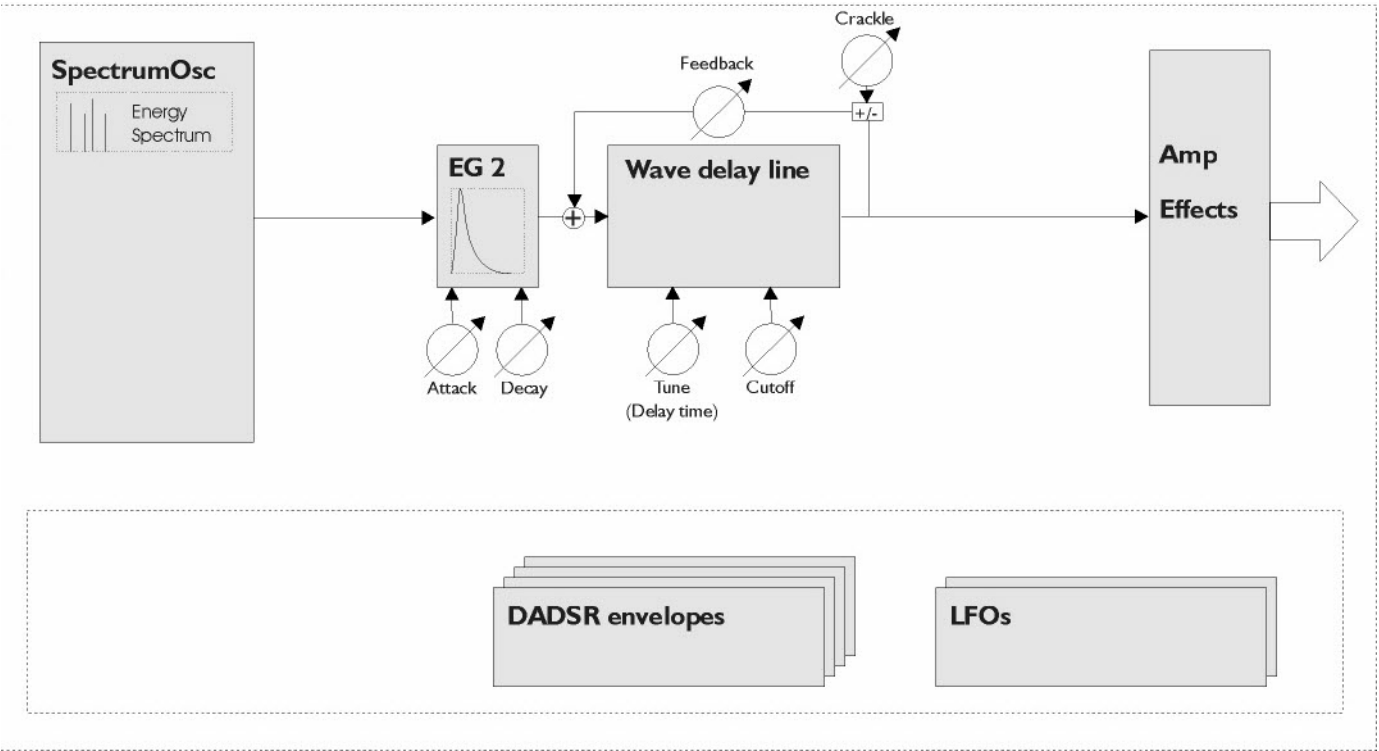 Crackle
SpectrumOsc
Energy
Spectrum
Feedback
+/-
EG 2
+
Wave delay line
Amp
Effects
Attack
Decay
Tune
(Delay time)
Cutoff
DADSR envelopes
LFOs